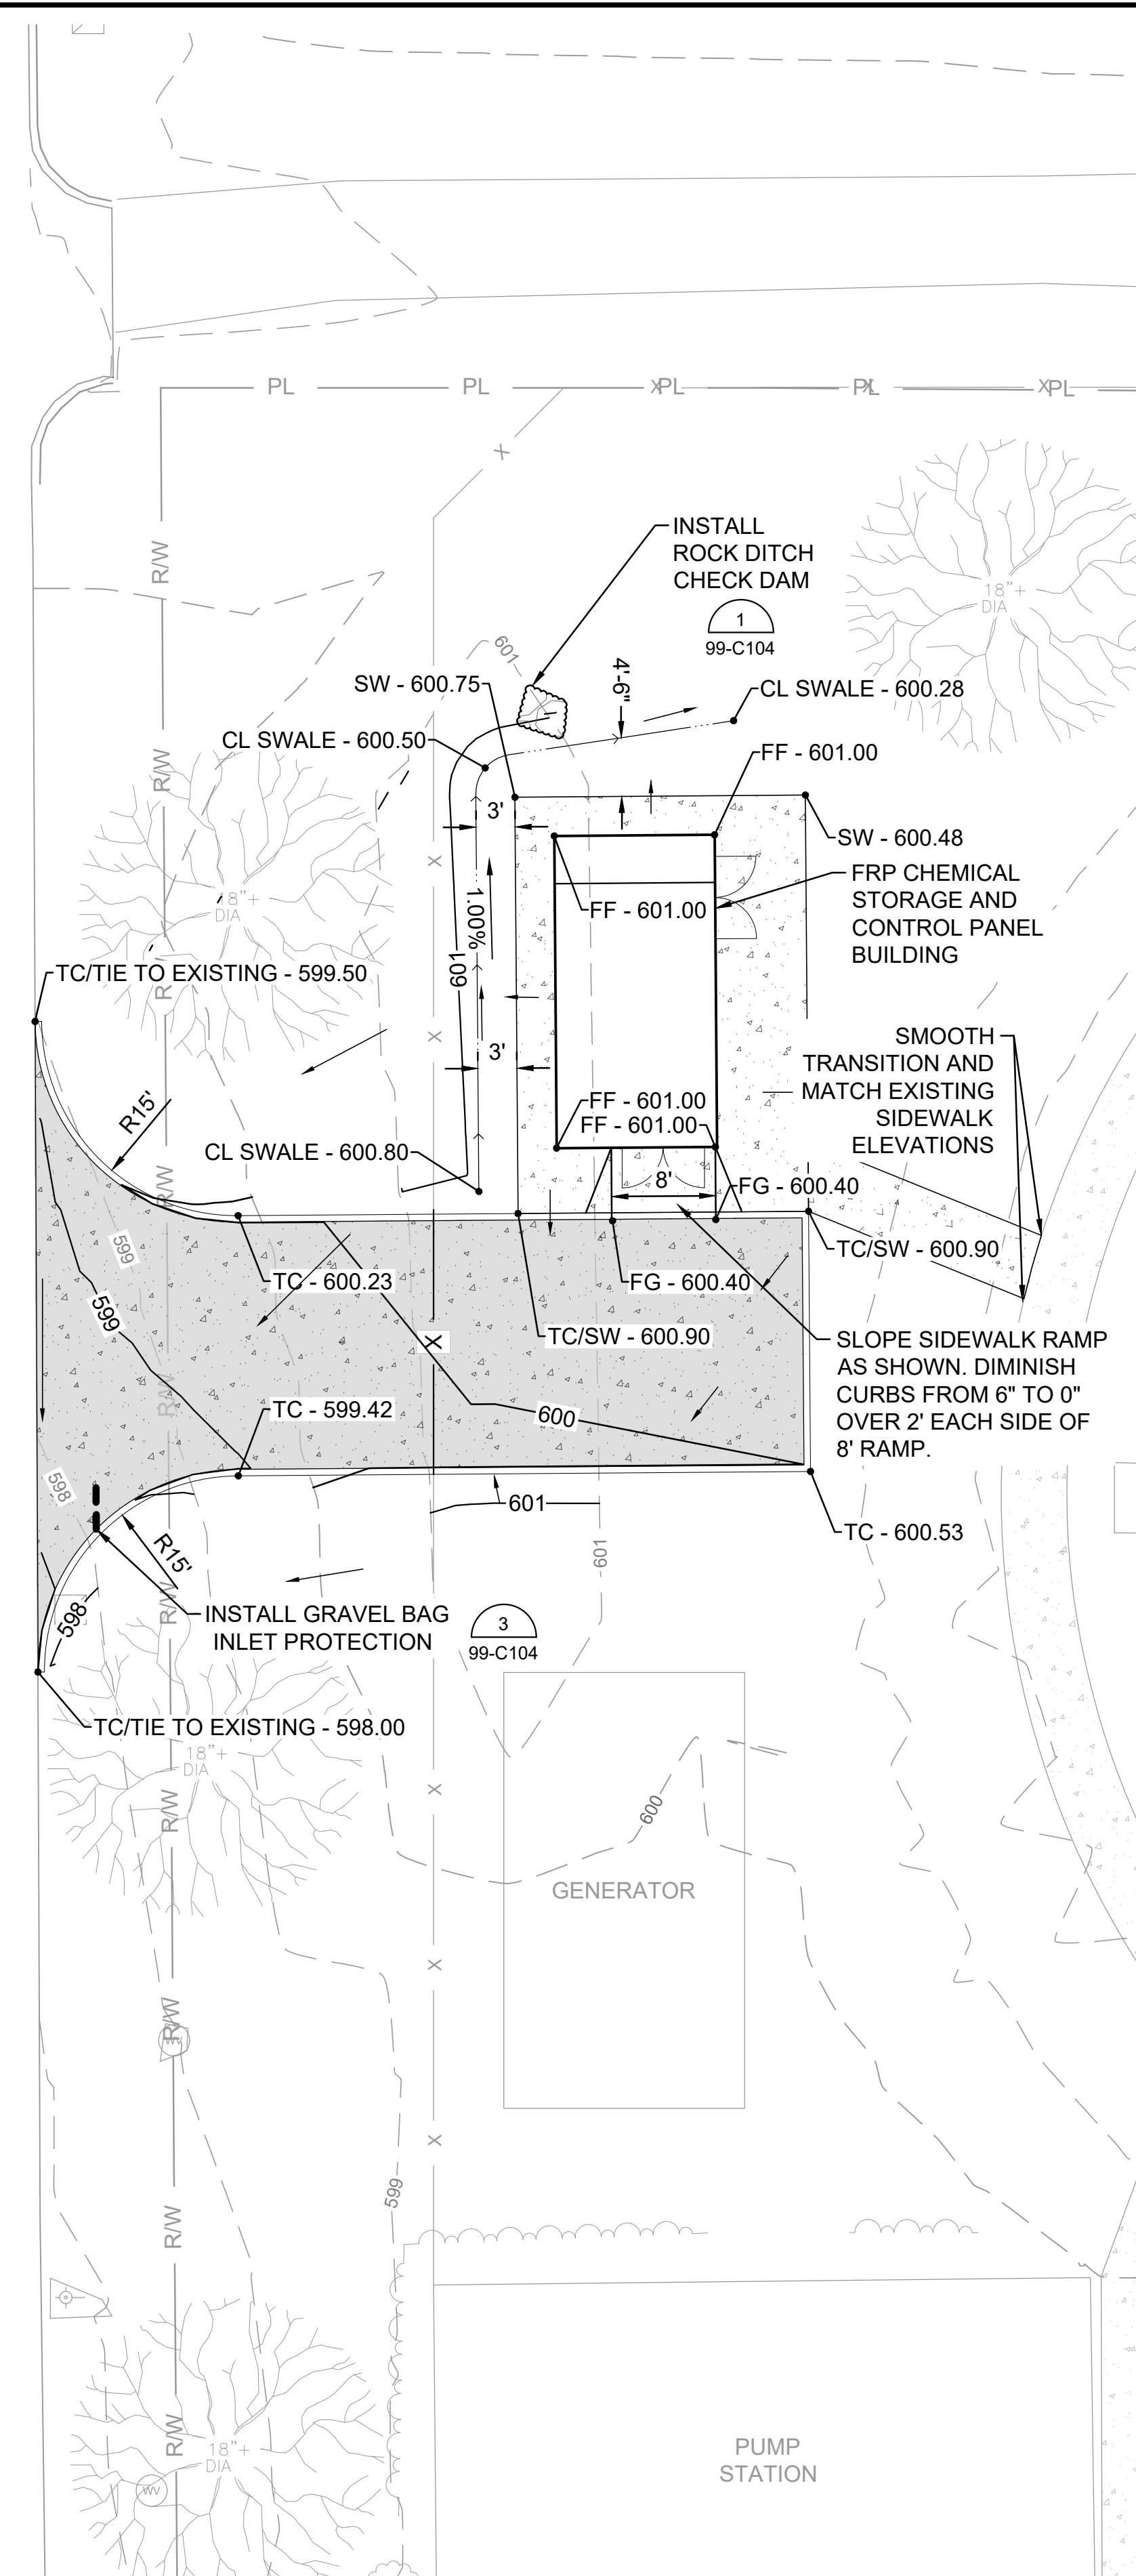 PL
PL
XPL
X
PL
XPL
X
R/W
INSTALL
ROCK DITCH
CHECK DAM
1
99-C104
18"+
DIA
601
4'-6"
SW - 600.75
CL SWALE - 600.28
CL SWALE - 600.50
FF - 601.00
R/W
3'
SW - 600.48
X
FRP CHEMICAL
STORAGE AND
CONTROL PANEL
BUILDING
18"+
DIA
1.00%
FF - 601.00
601
TC/TIE TO EXISTING - 599.50
R/W
X
3'
SMOOTH
TRANSITION AND
MATCH EXISTING
SIDEWALK
ELEVATIONS
R15'
FF - 601.00
FF - 601.00
CL SWALE - 600.80
8'
R/W
FG - 600.40
599
TC/SW - 600.90
TC - 600.23
FG - 600.40
599
X
TC/SW - 600.90
SLOPE SIDEWALK RAMP
AS SHOWN. DIMINISH
CURBS FROM 6" TO 0"
OVER 2' EACH SIDE OF
8' RAMP.
R/W
TC - 599.42
600
598
601
TC - 600.53
R15'
601
598
R/W
INSTALL GRAVEL BAG
INLET PROTECTION
3
99-C104
TC/TIE TO EXISTING - 598.00
18"+
DIA
X
R/W
600
GENERATOR
X
R/W
WV
X
599
R/W
R/W
18"+
DIA
PUMP
STATION
WV